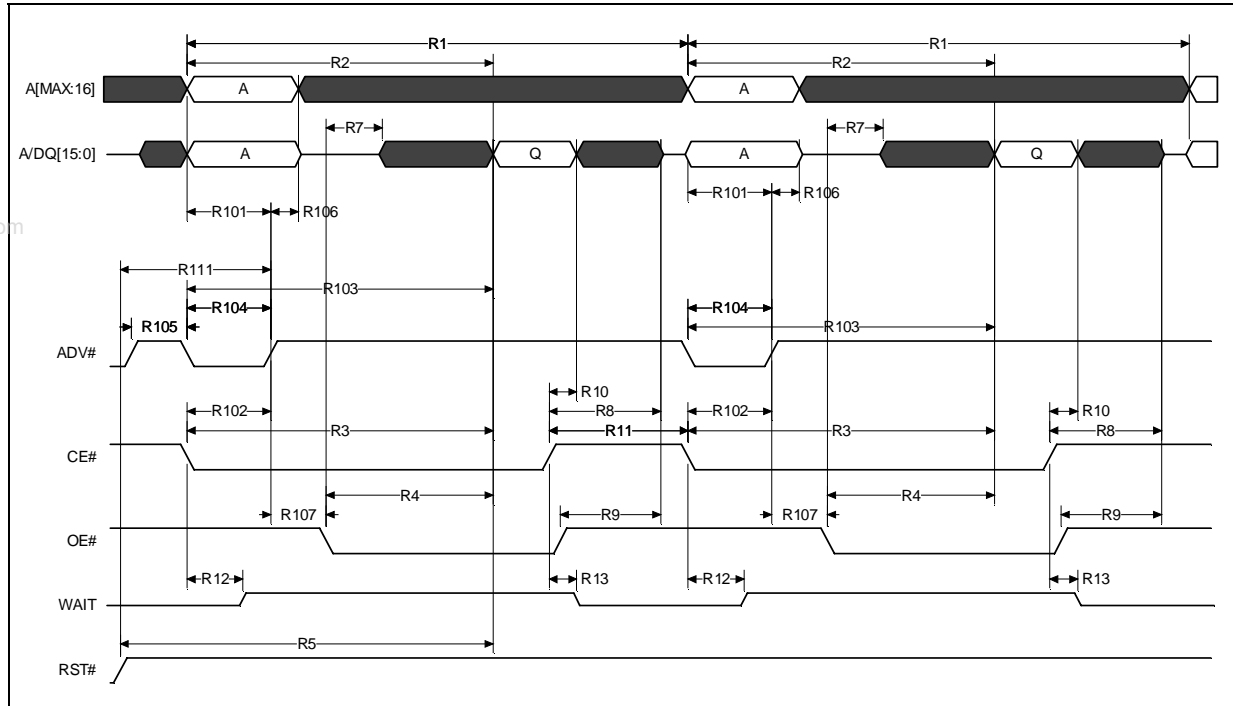 R1 R1
R2 R2
A[MAX:16] A A
R7 R7
A/DQ[15:0] A Q A Q
R101 R106 R101 R106
om
R111
R103
R104 R104
R105 R103
ADV#
R10 R10
R102 R8 R102 R8
R3 R11 R3
CE#
R4 R4
R107 R9 R107 R9
OE#
R12 R13 R12 R13
WAIT
R5
RST#